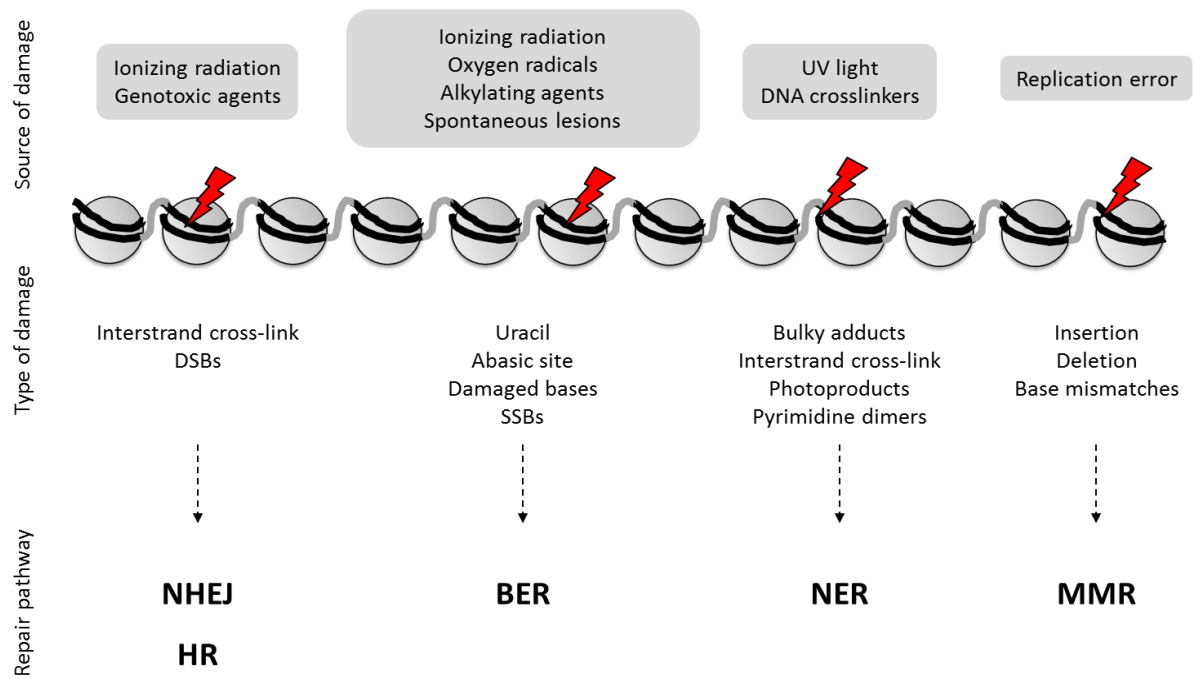 Source of damage
Ionizing radiation
Genotoxic agents
Ionizing radiation
Oxygen radicals
Alkylating agents
Spontaneous lesions
UV light
DNA crosslinkers
Replication error
Type of damage
Interstrand cross-link
DSBs
Uracil
Abasic site
Damaged bases
SSBs
Bulky adducts
Interstrand cross-link
Photoproducts
Pyrimidine dimers
Insertion
Deletion
Base mismatches
Repair pathway
NHEJ
HR
BER
NER
MMR